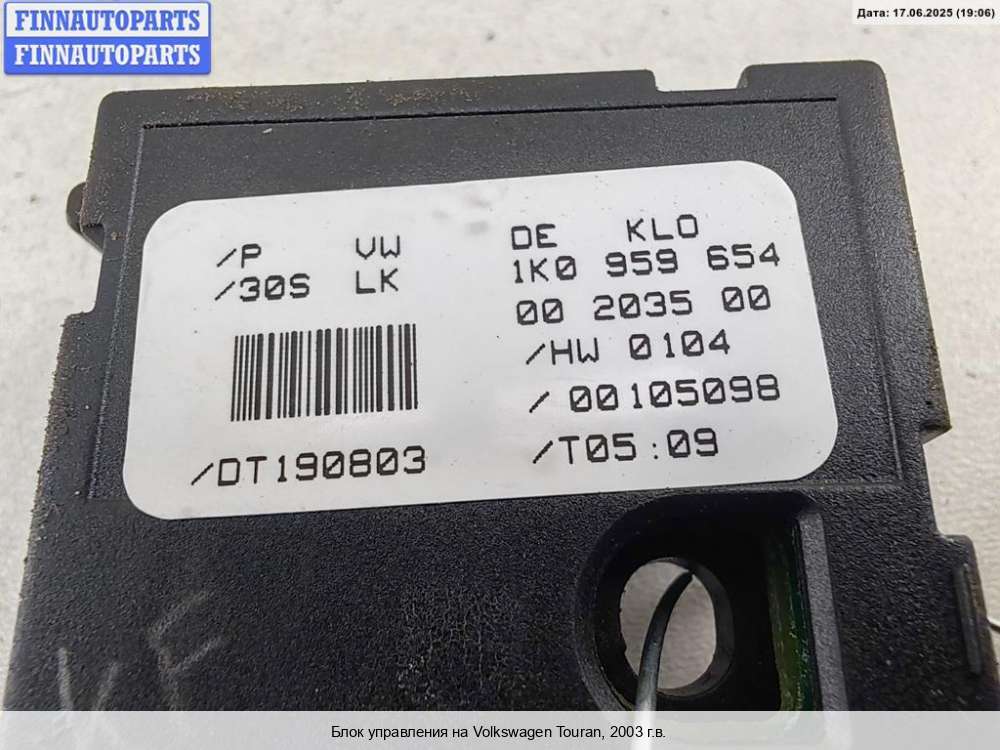 FINNAUTOPARTS
FINNAUTOPARTS
Дата: 17.06.2025 (19:06)
/P VW DE KLO
/30S LK 1K0 959 654
00 2035 00
/HW 0104
/ 00105098
/DT190803 /T05:09
Блок управления на Volkswagen Touran, 2003 г.в.